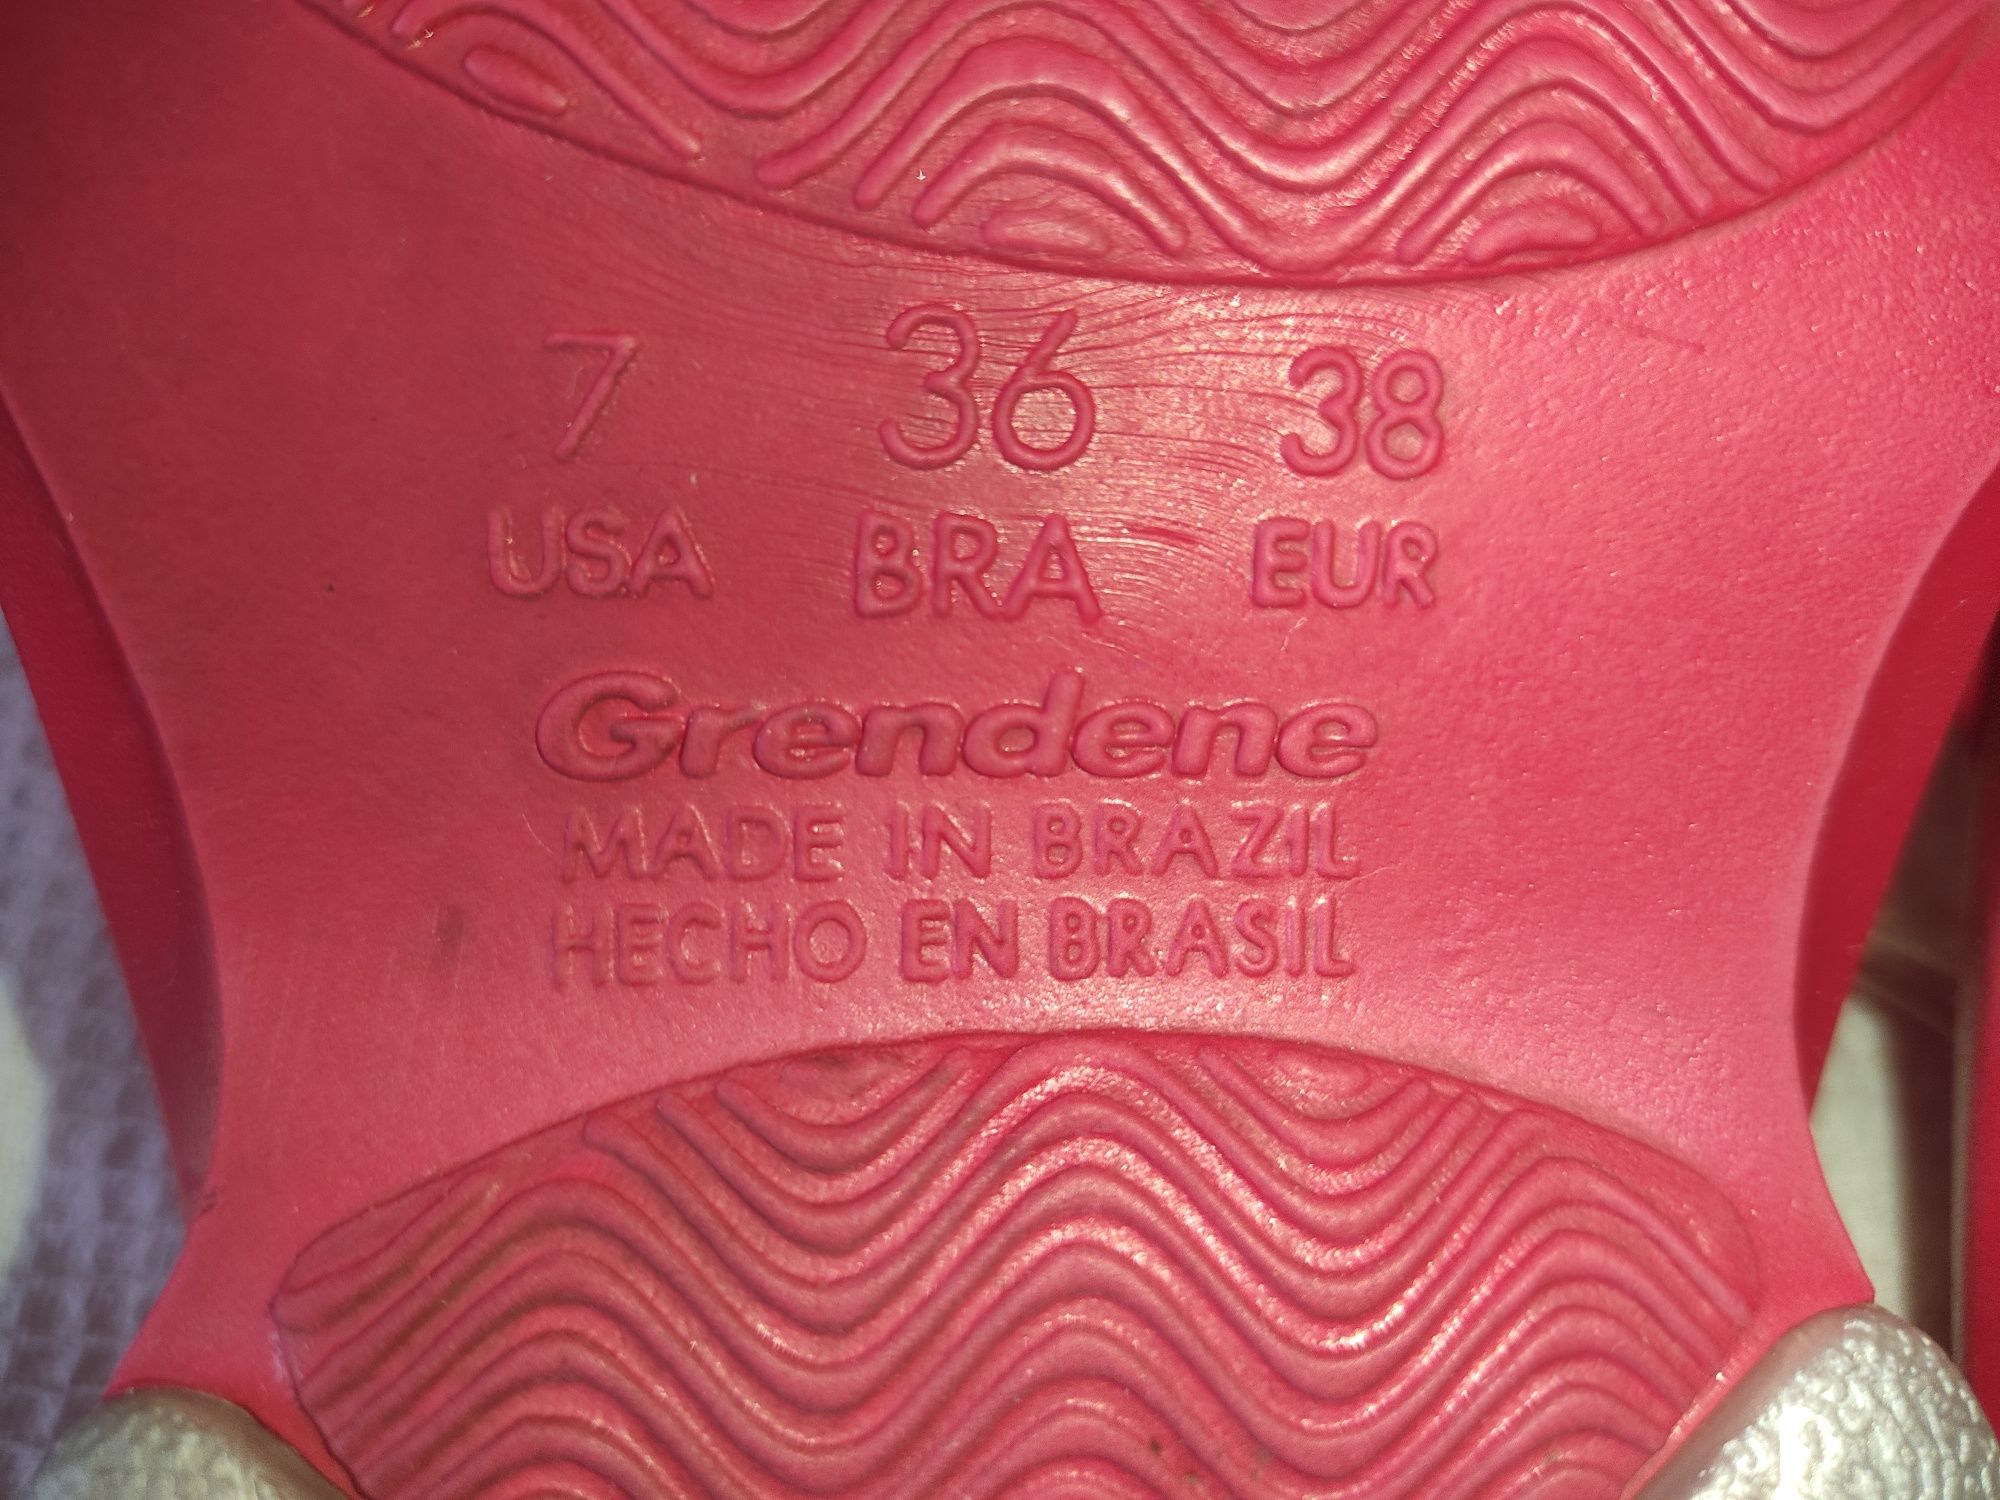 7 36 38
USA BRA EUR
Grendene
MADE IN BRAZIL
HECHO EN BRASIL